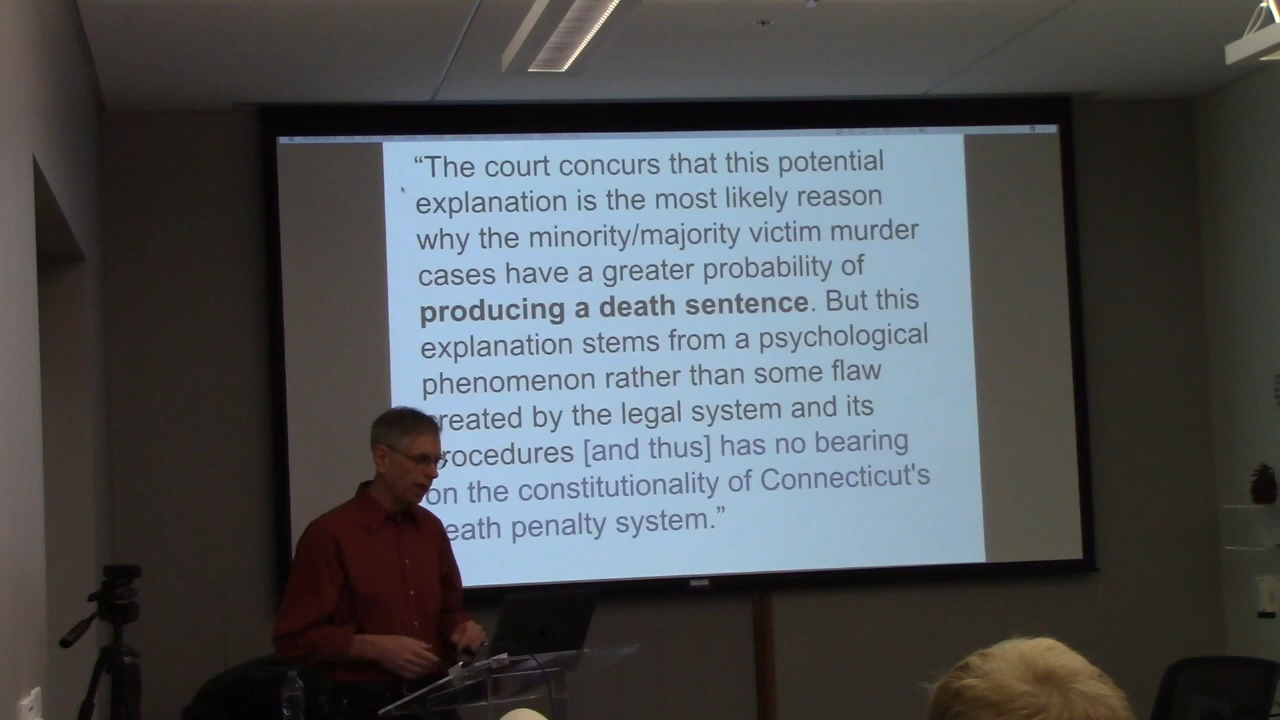 “The court concurs that this potential
explanation is the most likely reason
why the minority/majority victim murder
cases have a greater probability of
producing a death sentence. But this
explanation stems from a psychological
phenomenon rather than some flaw
created by the legal system and its
procedures [and thus] has no bearing
on the constitutionality of Connecticut's
death penalty system.”